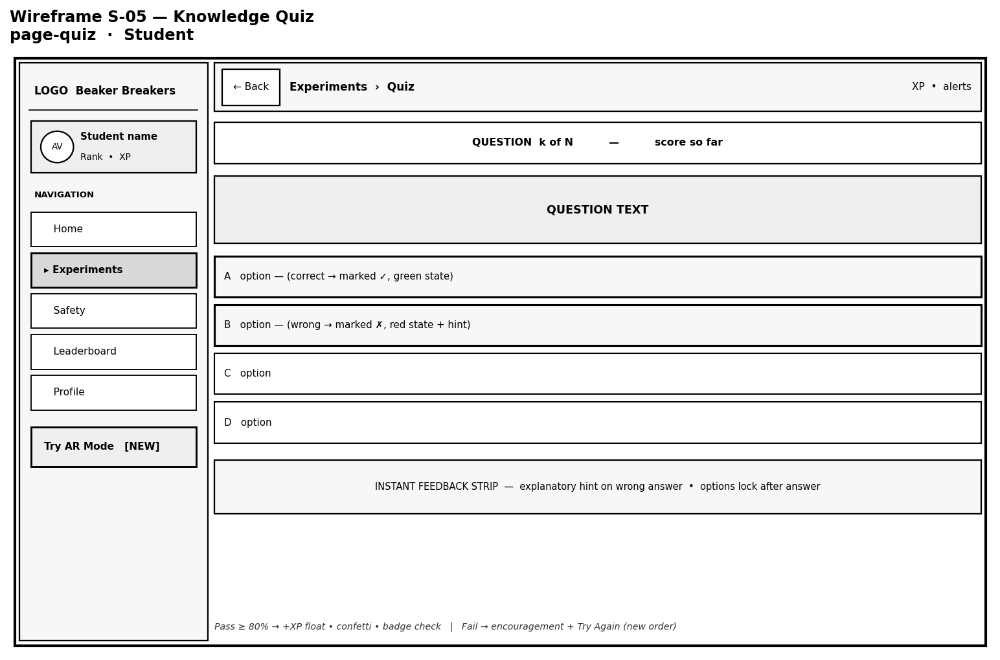 Wireframe S-05 — Knowledge Quiz
page-quiz · Student
LOGO Beaker Breakers
AV
Student name
Rank • XP
NAVIGATION
Home
▸ Experiments
Safety
Leaderboard
Profile
Try AR Mode [NEW]
← Back
Experiments › Quiz
XP • alerts
QUESTION k of N — score so far
QUESTION TEXT
A option — (correct → marked ✓, green state)
B option — (wrong → marked ✗, red state + hint)
C option
D option
INSTANT FEEDBACK STRIP — explanatory hint on wrong answer • options lock after answer
Pass ≥ 80% → +XP float • confetti • badge check | Fail → encouragement + Try Again (new order)